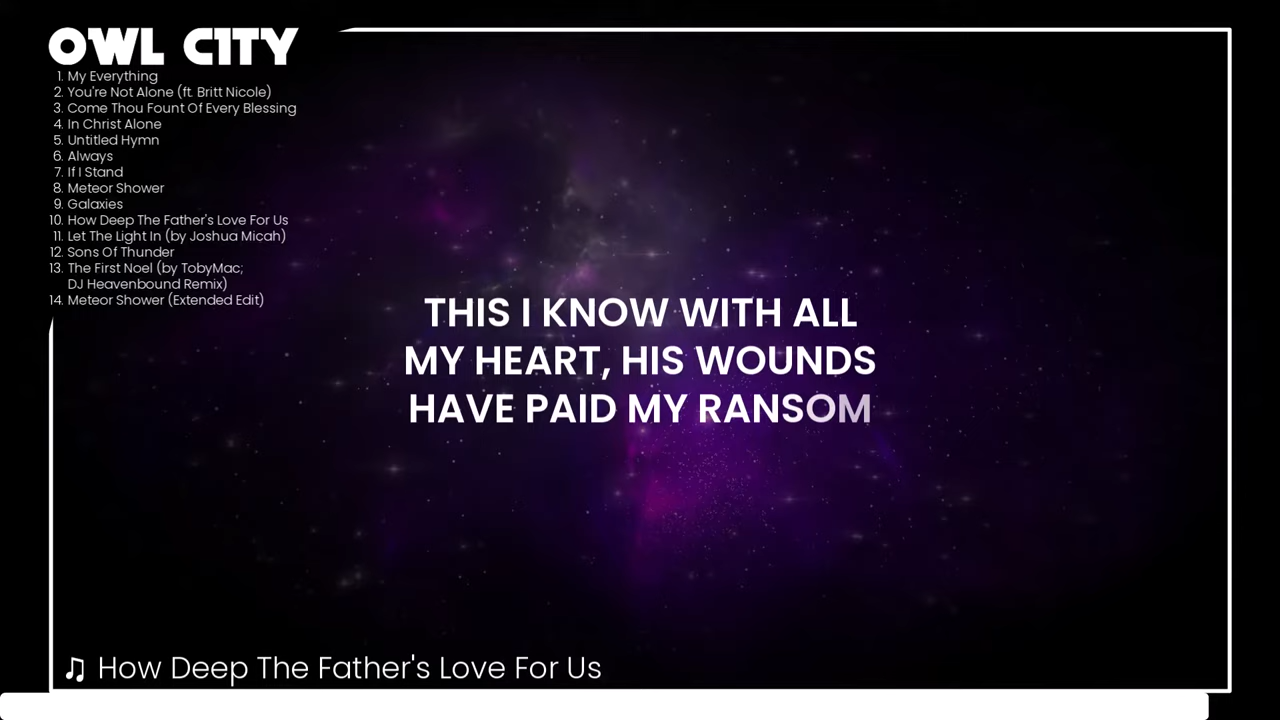 OWL CITY
1. My Everything
2. You're Not Alone (ft. Britt Nicole)
3. Come Thou Fount Of Every Blessing
4. In Christ Alone
5. Untitled Hymn
6. Always
7. If I Stand
8. Meteor Shower
9. Galaxies
10. How Deep The Father's Love For Us
11. Let The Light In (by Joshua Micah)
12. Sons Of Thunder
13. The First Noel (by TobyMac;
DJ Heavenbound Remix)
14. Meteor Shower (Extended Edit)
THIS I KNOW WITH ALL
MY HEART, HIS WOUNDS
HAVE PAID MY RANSOM
♫ How Deep The Father's Love For Us